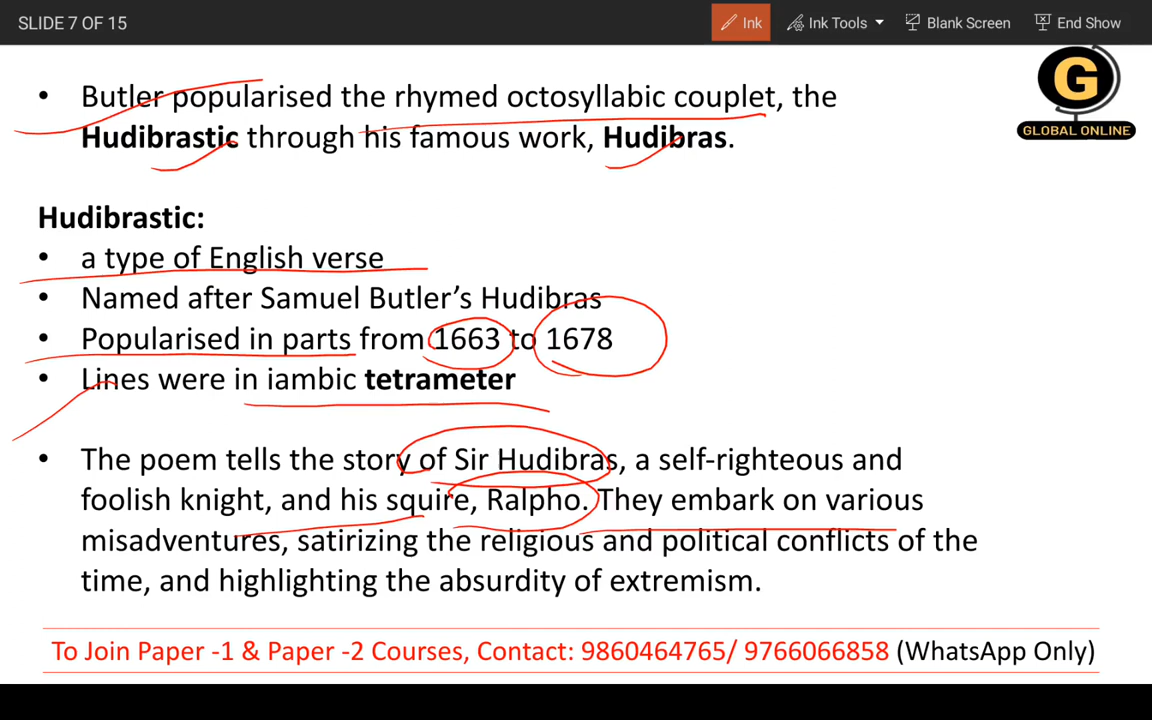 SLIDE 7 OF 15
Ink
Ink Tools
Blank Screen
End Show
• Butler popularised the rhymed octosyllabic couplet, the
Hudibrastic through his famous work, Hudibras.
G
GLOBAL ONLINE
Hudibrastic:
• a type of English verse
• Named after Samuel Butler’s Hudibras
• Popularised in parts from 1663 to 1678
• Lines were in iambic tetrameter
• The poem tells the story of Sir Hudibras, a self-righteous and
foolish knight, and his squire, Ralpho. They embark on various
misadventures, satirizing the religious and political conflicts of the
time, and highlighting the absurdity of extremism.
To Join Paper -1 & Paper -2 Courses, Contact: 9860464765/ 9766066858 (WhatsApp Only)